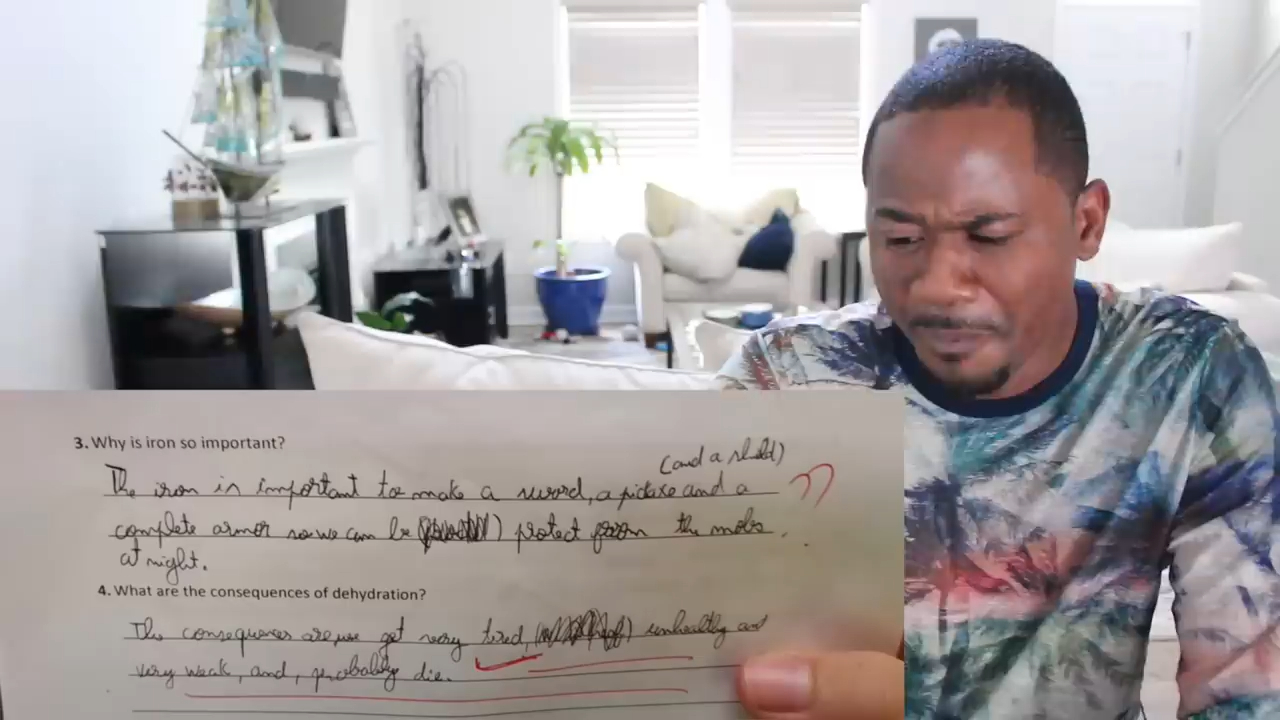 3. Why is iron so important?
(and a shield)
The iron is important to make a sword, a pickaxe and a
complete armor so we can be protect from the mobs.
at night.
??
4. What are the consequences of dehydration?
The consequences are, we get very tired, unhealthy and
very weak, and, probability die.